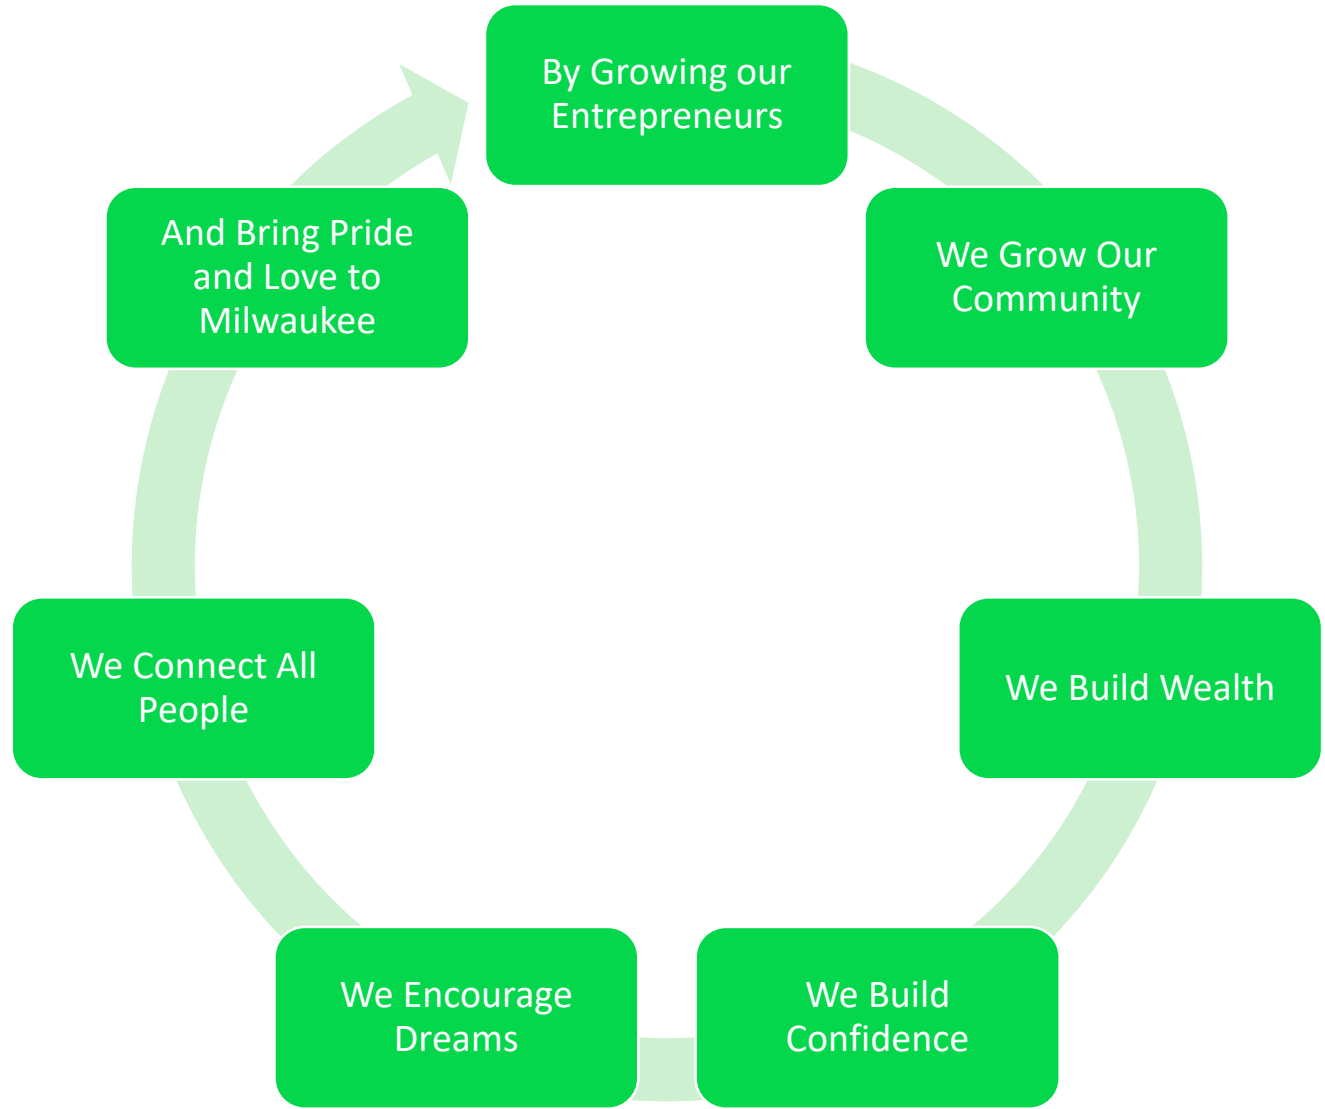 By Growing our
Entrepreneurs
We Grow Our
Community
We Build Wealth
We Build
Confidence
We Encourage
Dreams
We Connect All
People
And Bring Pride
and Love to
Milwaukee